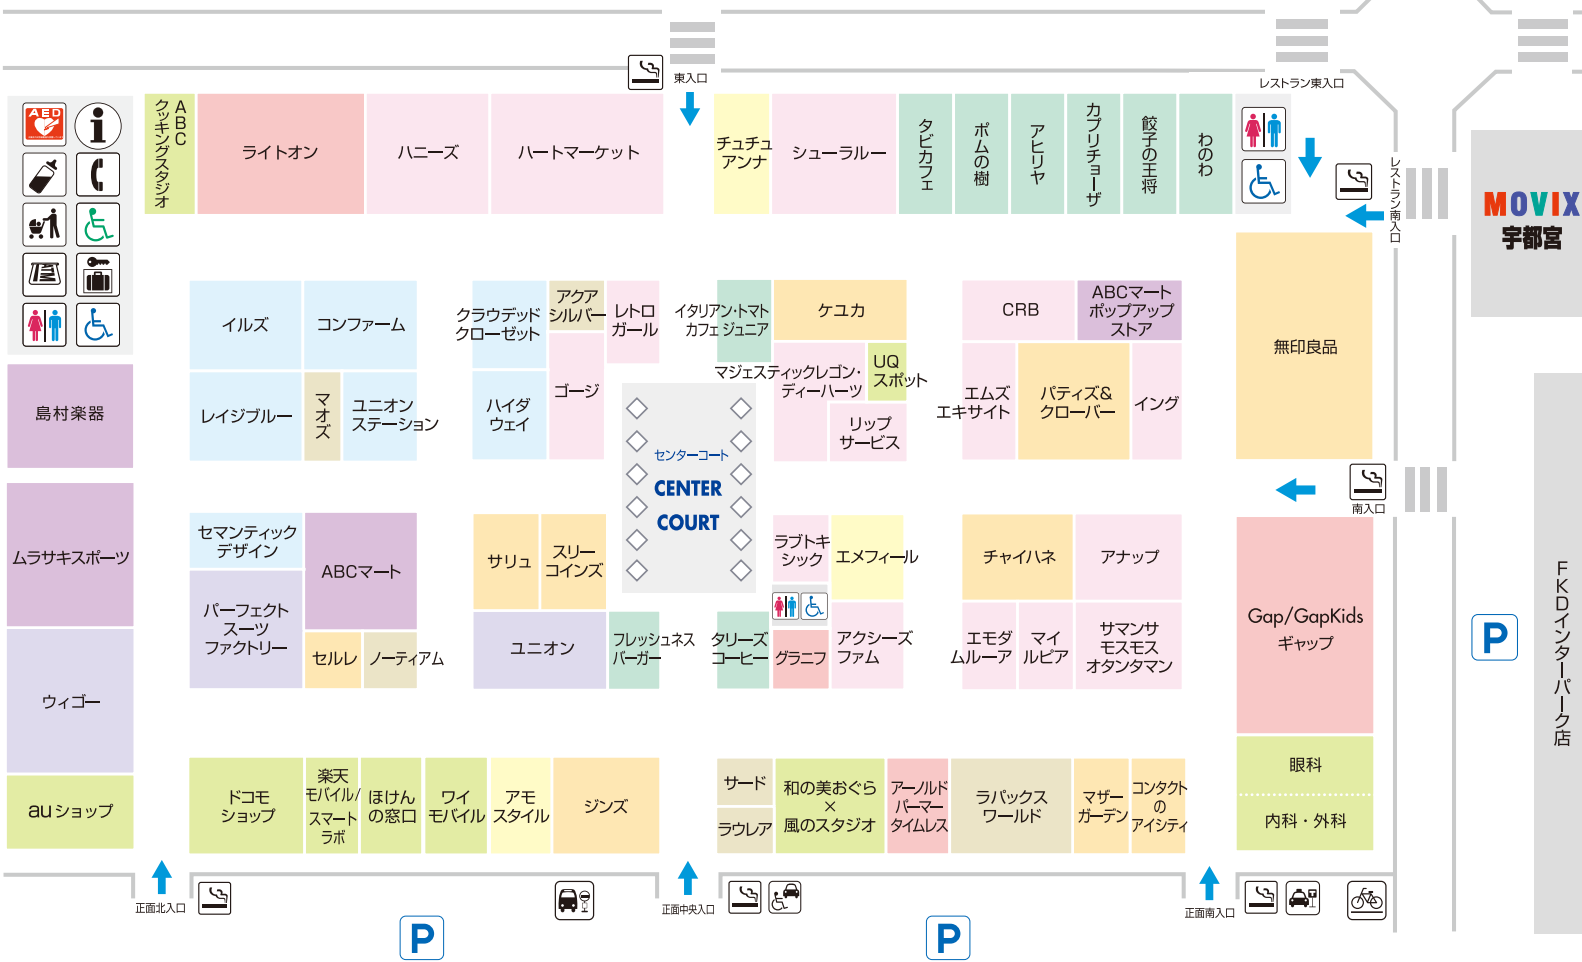 東入口
レストラン東入口
AED
ABC
クッキングスタジオ
ライトオン
ハニーズ
ハートマーケット
チュチュ
アンナ
シューラルー
タビカフェ
ポムの樹
アヒリヤ
カプリチョーザ
餃子の王将
わのわ
レストラン南入口
MOVIX
宇都宮
イルズ
コンファーム
クラウデッド
クローゼット
アクア
シルバー
レトロ
ガール
イタリアン・トマト
カフェ ジュニア
ケユカ
CRB
ABCマート
ポップアップ
ストア
無印良品
島村楽器
レイジブルー
マオズ
ユニオン
ステーション
ハイダ
ウェイ
ゴージ
マジェスティックレゴン・
ディーハーツ
UQ
スポット
リップ
サービス
エムズ
エキサイト
パティズ&
クローバー
イング
センターコート
CENTER
COURT
南入口
ムラサキスポーツ
セマンティック
デザイン
ABCマート
サリュ
スリー
コインズ
ラブトキ
シック
エメフィール
チャイハネ
アナップ
パーフェクト
スーツ
ファクトリー
セルレ
ノーティアム
ユニオン
フレッシュネス
バーガー
タリーズ
コーヒー
グラニフ
アクシーズ
ファム
エモダ
ムルーア
マイ
ルピア
サマンサ
モスモス
オタンタマン
Gap/GapKids
ギャップ
P
FKDインターパーク店
ウィゴー
auショップ
ドコモ
ショップ
楽天
モバイル/
スマート
ラボ
ほけん
の窓口
ワイ
モバイル
アモ
スタイル
ジンズ
サード
ラウレア
和の美おぐら
×
風のスタジオ
アーノルド
パーマー
タイムレス
ラパックス
ワールド
マザー
ガーデン
コンタクト
の
アイシティ
眼科
内科・外科
正面北入口
正面中央入口
正面南入口
P
P